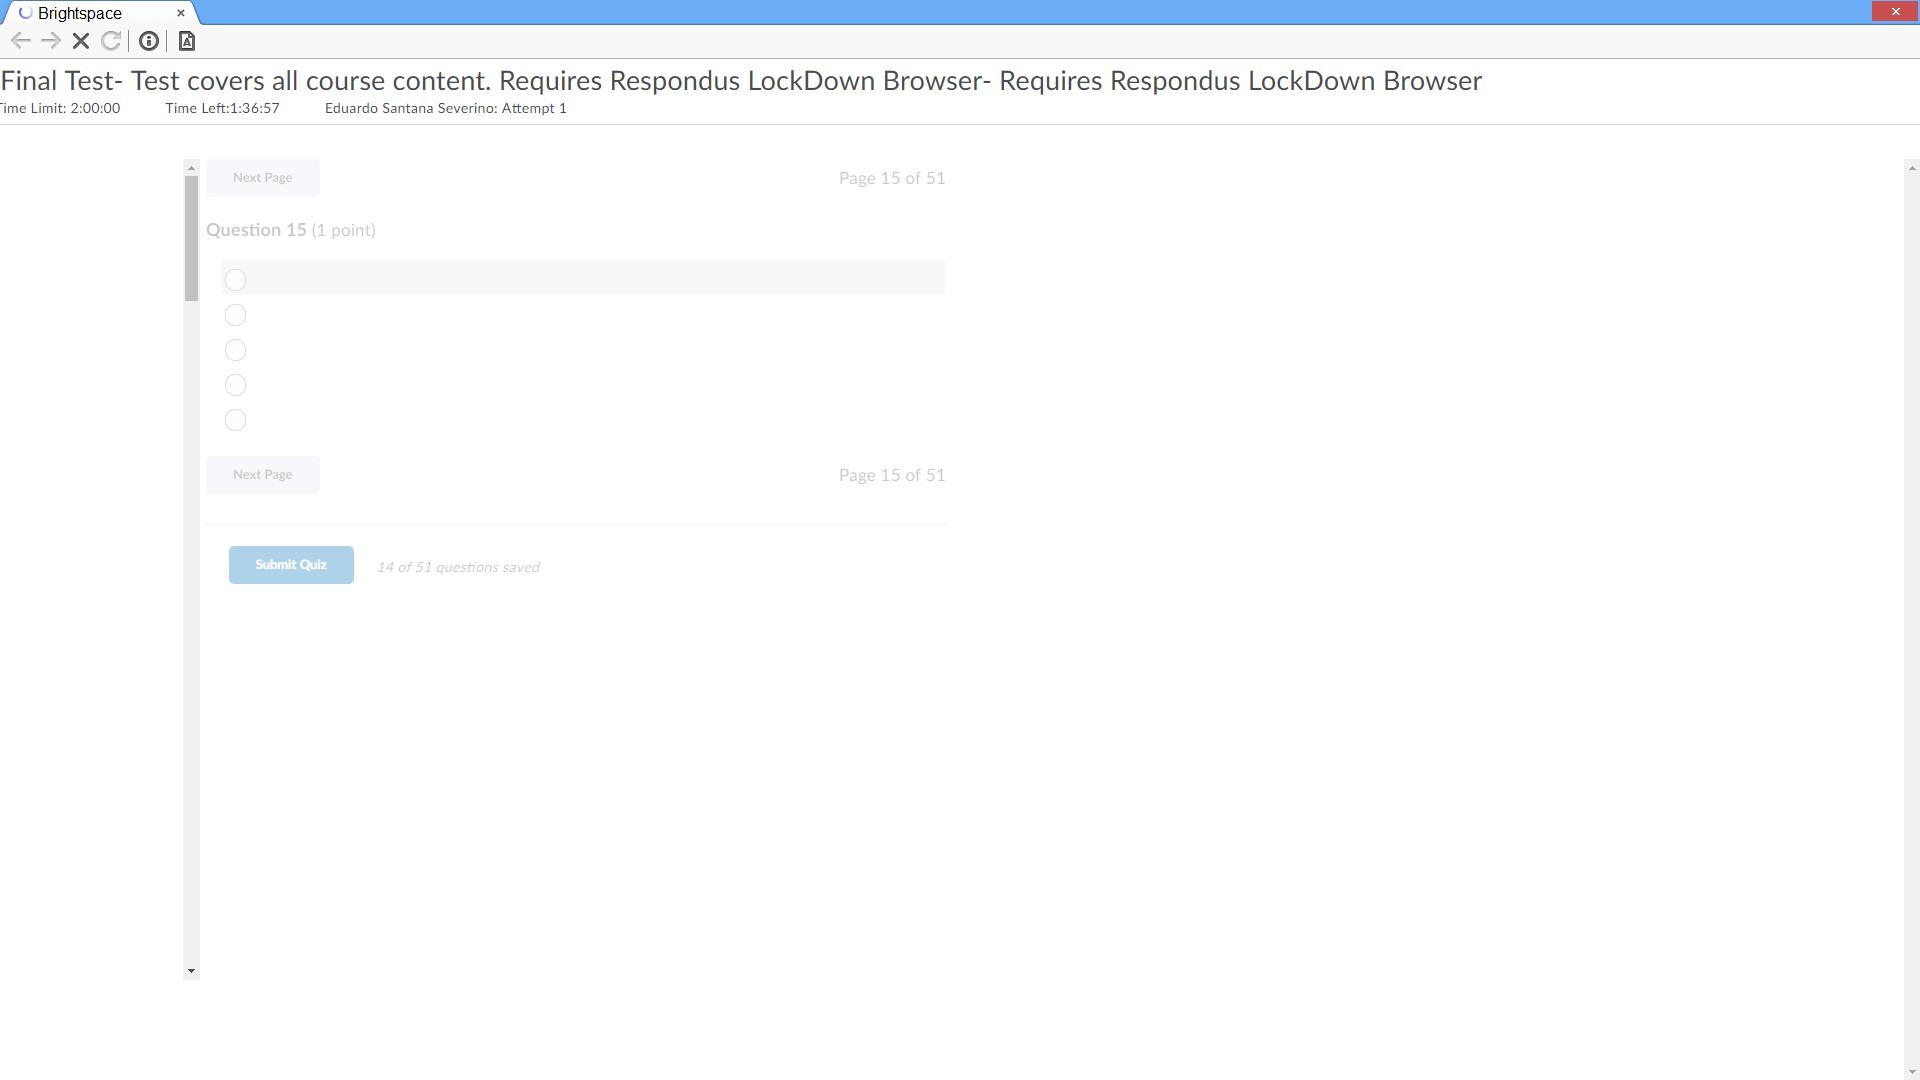 Brightspace
Final Test- Test covers all course content. Requires Respondus LockDown Browser- Requires Respondus LockDown Browser
Time Limit: 2:00:00 Time Left:1:36:57 Eduardo Santana Severino: Attempt 1
Next Page Page 15 of 51
Question 15 (1 point)
Next Page Page 15 of 51
Submit Quiz 14 of 51 questions saved